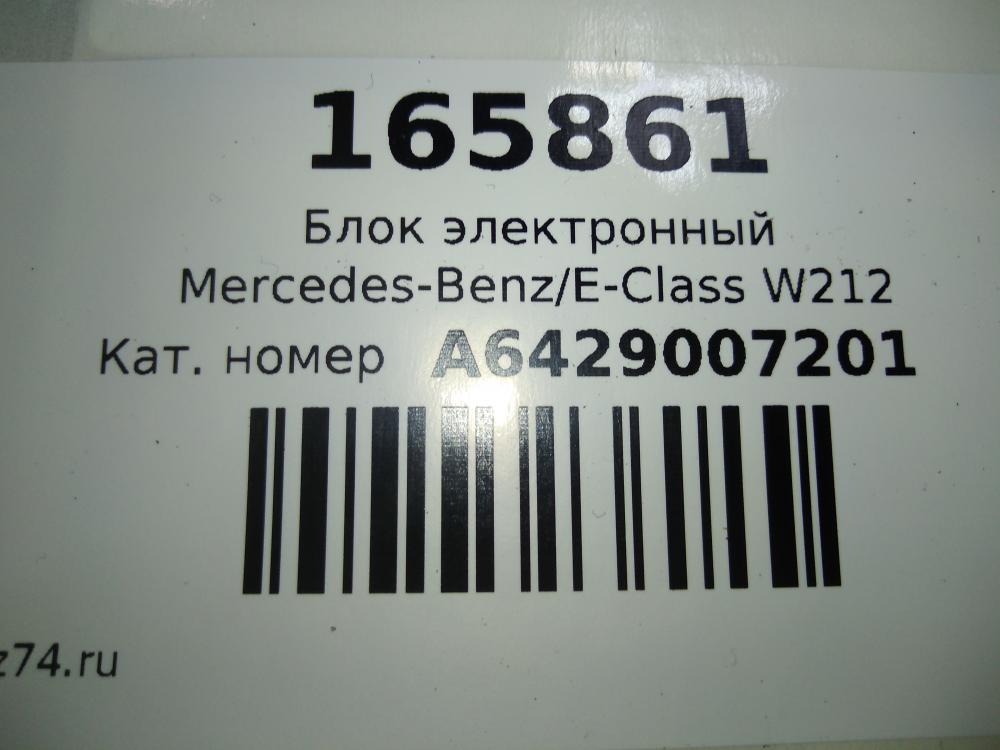 165861
Блок электронный
Mercedes-Benz/E-Class W212
Кат. номер A6429007201
z74.ru